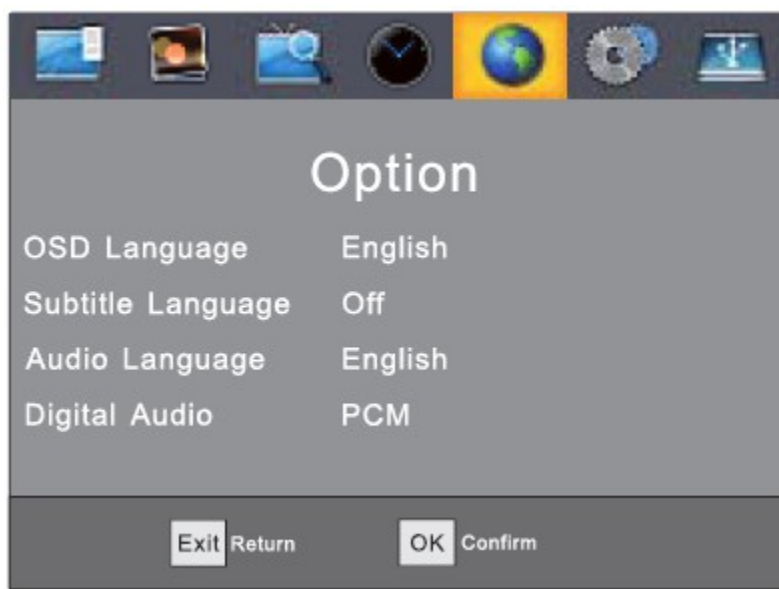 Option
OSD Language English
Subtitle Language Off
Audio Language English
Digital Audio PCM
Exit Return OK Confirm